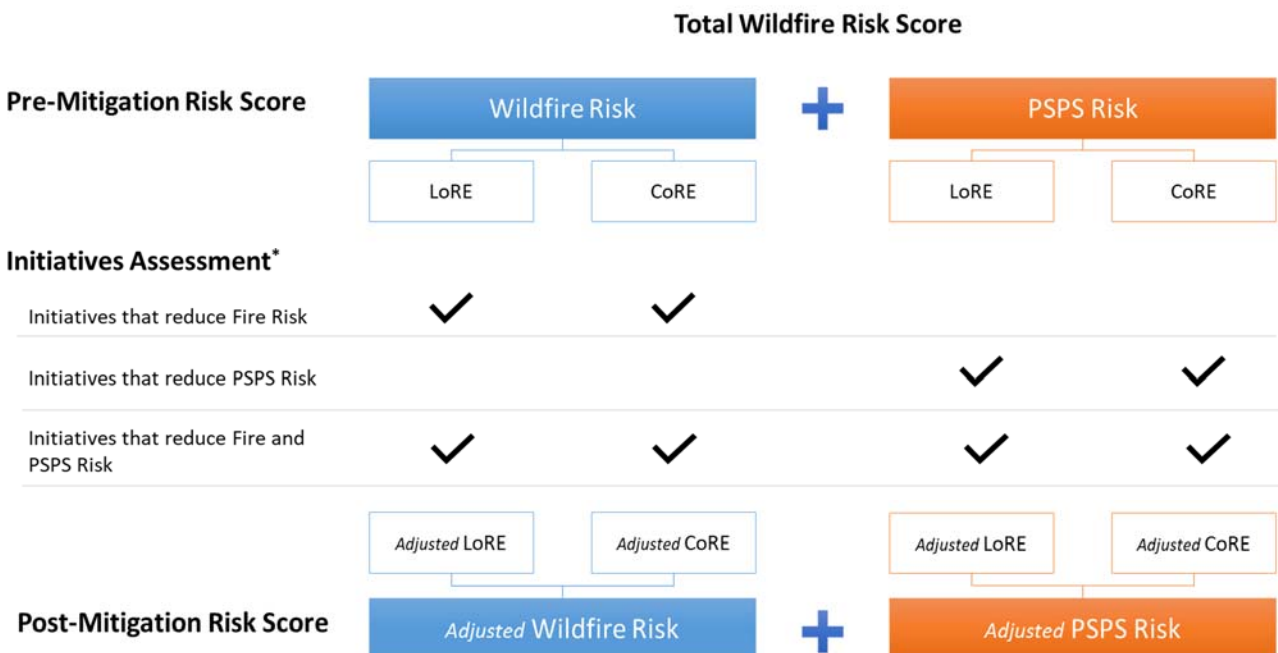 Total Wildfire Risk Score
Pre-Mitigation Risk Score
Wildfire Risk
PSPS Risk
LoRE
CoRE
LoRE
CoRE
Initiatives Assessment*
Initiatives that reduce Fire Risk
Initiatives that reduce PSPS Risk
Initiatives that reduce Fire and
PSPS Risk
Adjusted LoRE
Adjusted CoRE
Adjusted LoRE
Adjusted CoRE
Post-Mitigation Risk Score
Adjusted Wildfire Risk
Adjusted PSPS Risk